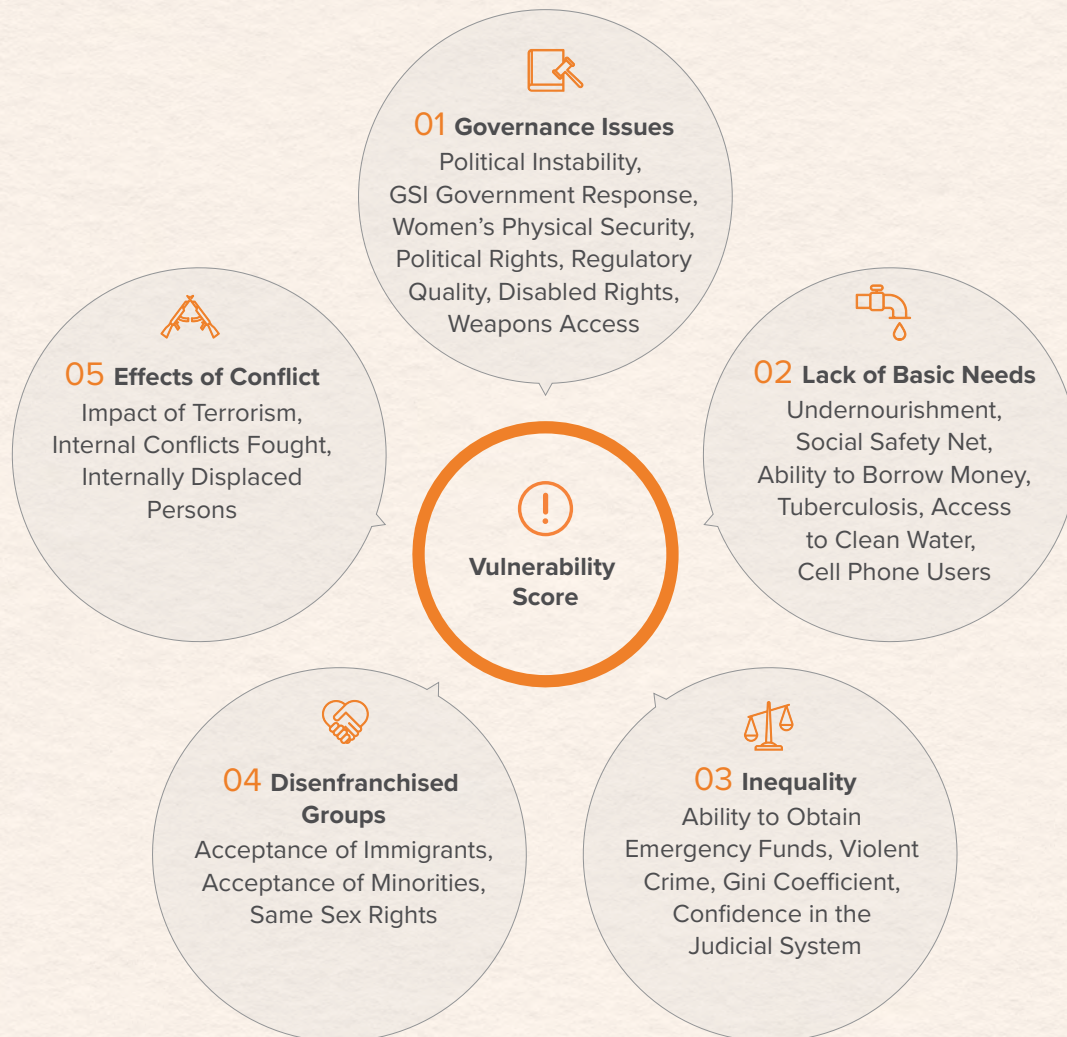 01 Governance Issues
Political Instability,
GSI Government Response,
Women’s Physical Security,
Political Rights, Regulatory
Quality, Disabled Rights,
Weapons Access
02 Lack of Basic Needs
Undernourishment,
Social Safety Net,
Ability to Borrow Money,
Tuberculosis, Access
to Clean Water,
Cell Phone Users
03 Inequality
Ability to Obtain
Emergency Funds, Violent
Crime, Gini Coefficient,
Confidence in the
Judicial System
04 Disenfranchised
Groups
Acceptance of Immigrants,
Acceptance of Minorities,
Same Sex Rights
05 Effects of Conflict
Impact of Terrorism,
Internal Conflicts Fought,
Internally Displaced
Persons
Vulnerability
Score